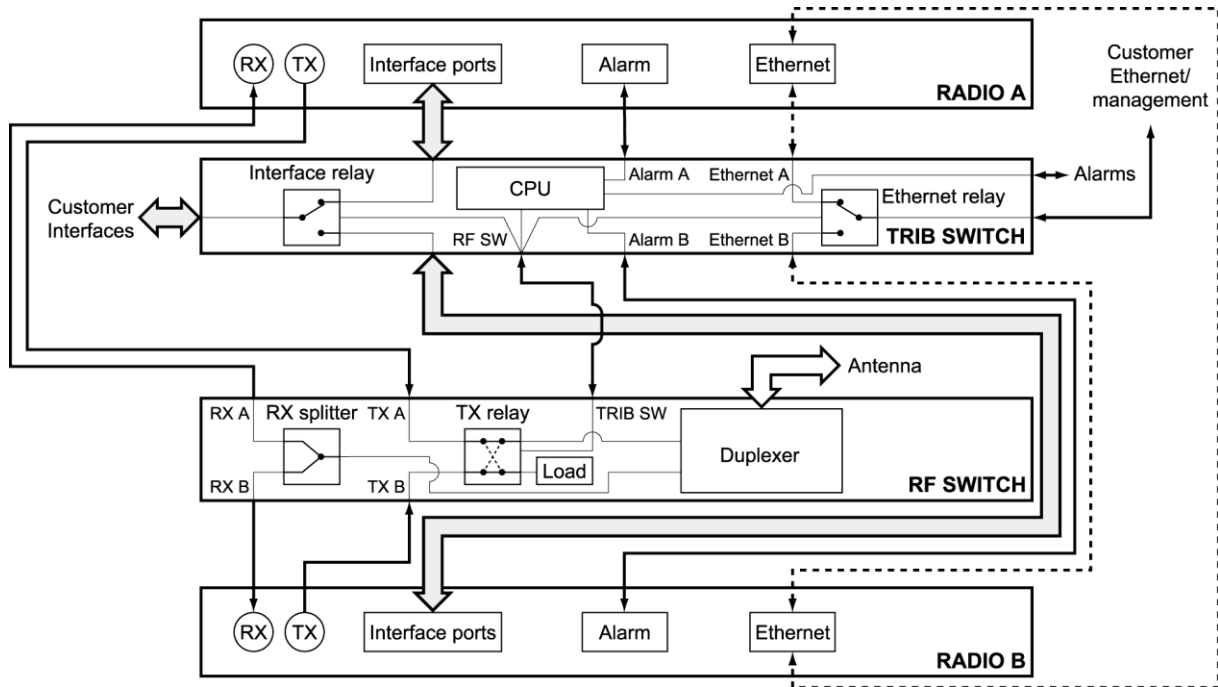 RX
TX
Interface ports
Alarm
Ethernet
RADIO A
Customer
Ethernet/
management
Interface relay
CPU
Alarm A
Ethernet A
Ethernet relay
Alarms
Customer
Interfaces
RF SW
Alarm B
Ethernet B
TRIB SWITCH
Antenna
RX A
RX splitter
TX A
TX relay
TRIB SW
Duplexer
Load
RX B
TX B
RF SWITCH
RX
TX
Interface ports
Alarm
Ethernet
RADIO B